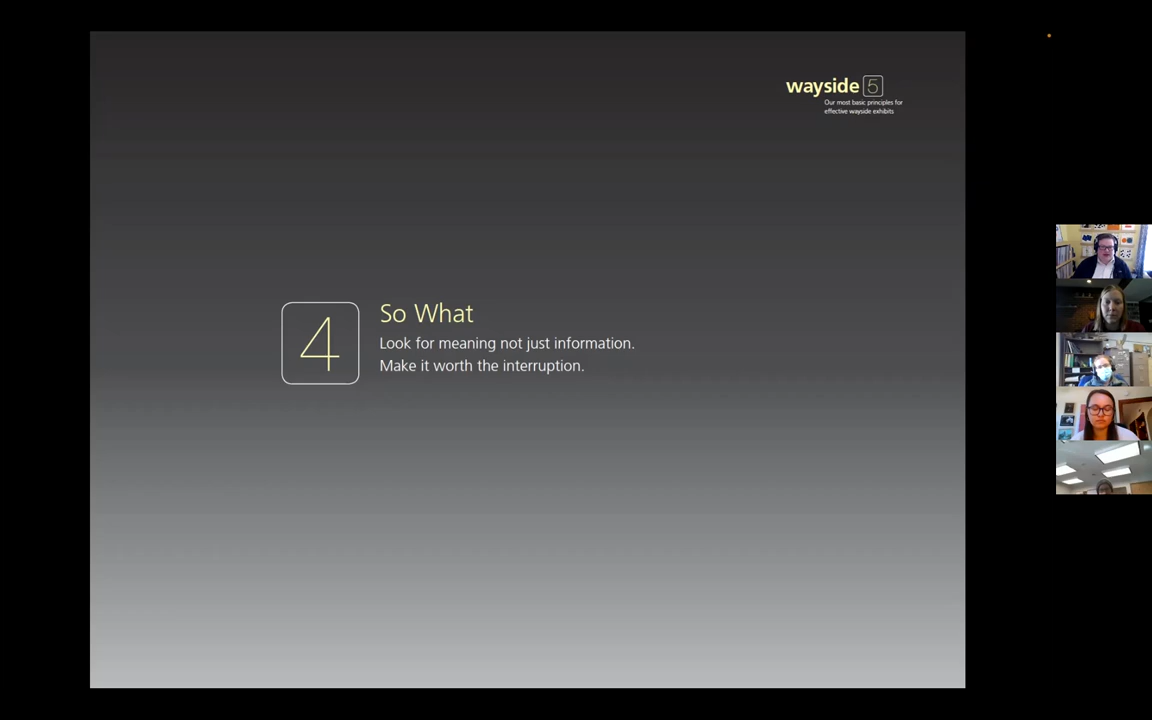 wayside 5
Our most basic principles for
effective wayside exhibits
4
So What
Look for meaning not just information.
Make it worth the interruption.